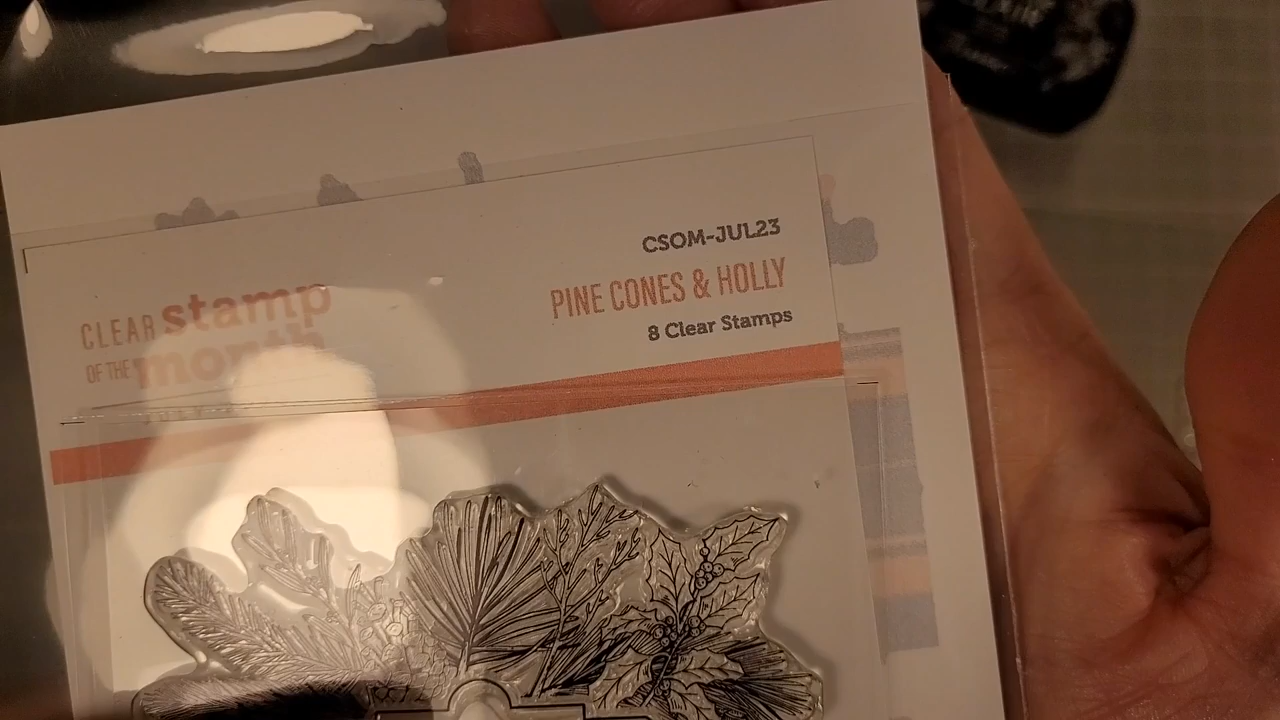 CSOM-JUL23
PINE CONES & HOLLY
8 Clear Stamps
CLEAR stamp
OF THE month